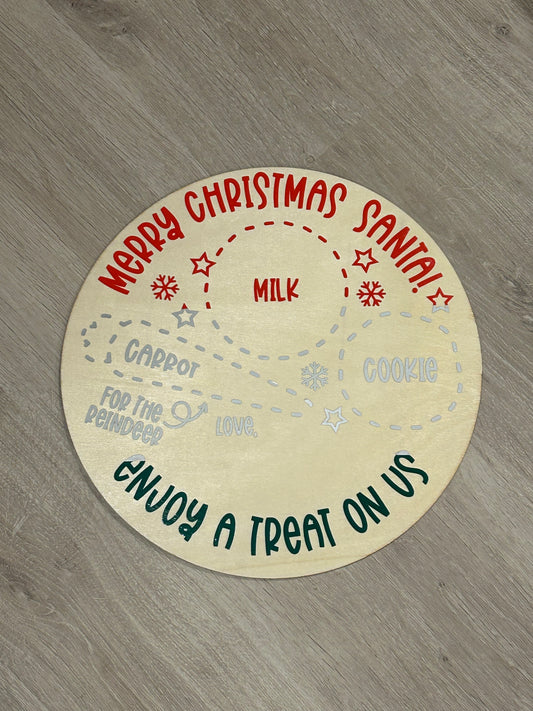 MERRY CHRISTMAS SANTA!
MILK
CARROT
COOKIE
FOR THE
REINDEER
LOVE,
ENJOY A TREAT ON US